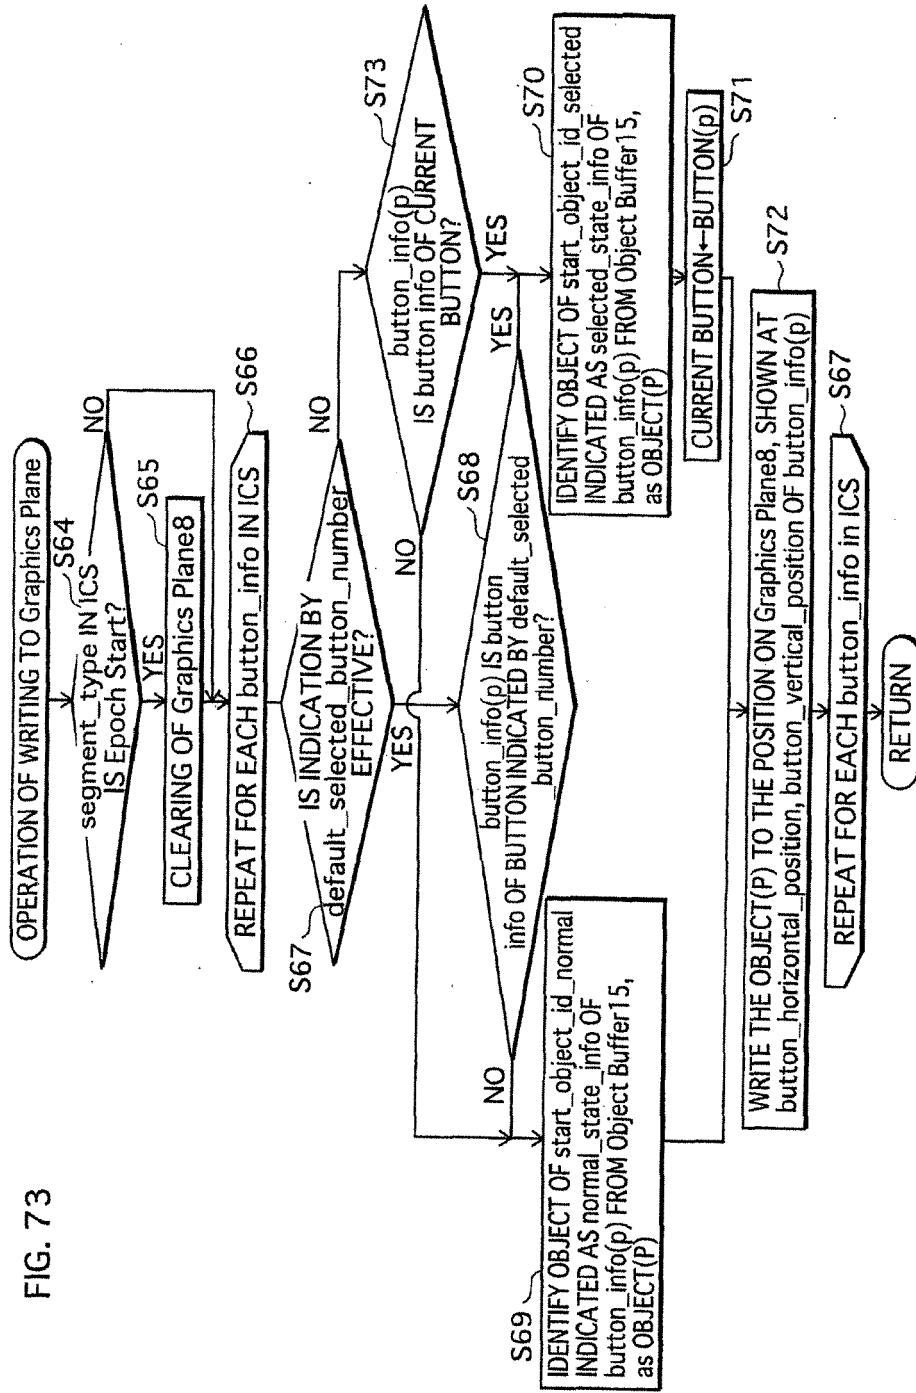 FIG. 73
OPERATION OF WRITING TO Graphics Plane
S64
segment_type IN ICS
IS Epoch Start?
NO
YES
S65
CLEARING OF Graphics Plane8
S66
REPEAT FOR EACH button_info IN ICS
S67
IS INDICATION BY
default_selected_button_number
EFFECTIVE?
NO
YES
S73
button_info(p)
IS button info OF CURRENT
BUTTON?
NO
YES
S68
button_info(p) IS button
info OF BUTTON INDICATED BY default_selected
_button_number?
NO
YES
S69
IDENTIFY OBJECT OF start_object_id_normal
INDICATED AS normal_state_info OF
button_info(p) FROM Object Buffer15,
as OBJECT(P)
S70
IDENTIFY OBJECT OF start_object_id_selected
INDICATED AS selected_state_info OF
button_info(p) FROM Object Buffer15,
as OBJECT(P)
S71
CURRENT BUTTON←BUTTON(p)
S72
WRITE THE OBJECT(P) TO THE POSITION ON Graphics Plane8, SHOWN AT
button_horizontal_position, button_vertical_position OF button_info(p)
S67
REPEAT FOR EACH button_info in ICS
RETURN